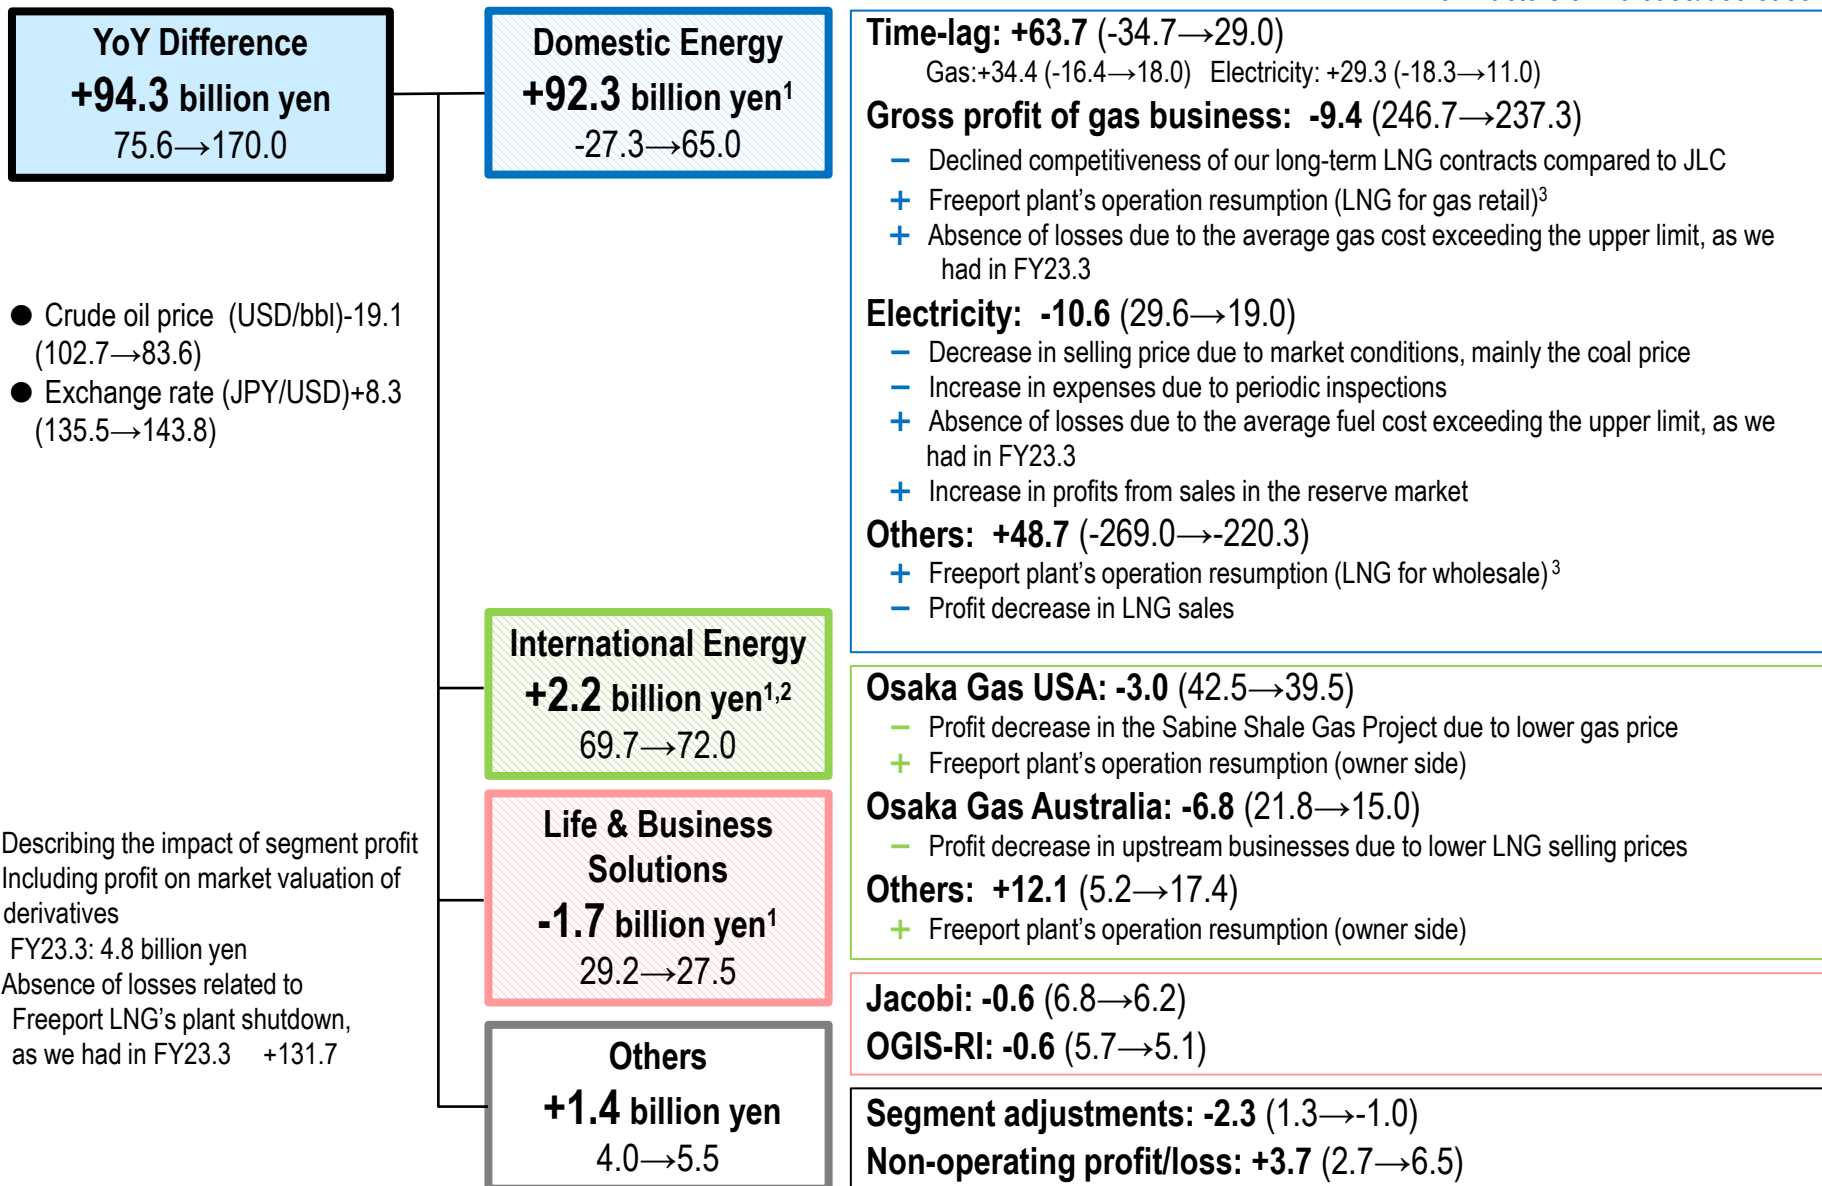 YoY Difference
+94.3 billion yen
75.6→170.0
● Crude oil price (USD/bbl)-19.1
(102.7→83.6)
● Exchange rate (JPY/USD)+8.3
(135.5→143.8)
Describing the impact of segment profit
Including profit on market valuation of
derivatives
FY23.3: 4.8 billion yen
Absence of losses related to
Freeport LNG's plant shutdown,
as we had in FY23.3 +131.7
Domestic Energy
+92.3 billion yen1
-27.3→65.0
Time-lag: +63.7 (-34.7→29.0)
Gas:+34.4 (-16.4→18.0) Electricity: +29.3 (-18.3→11.0)
Gross profit of gas business: -9.4 (246.7→237.3)
− Declined competitiveness of our long-term LNG contracts compared to JLC
+ Freeport plant's operation resumption (LNG for gas retail)3
+ Absence of losses due to the average gas cost exceeding the upper limit, as we
had in FY23.3
Electricity: -10.6 (29.6→19.0)
− Decrease in selling price due to market conditions, mainly the coal price
− Increase in expenses due to periodic inspections
+ Absence of losses due to the average fuel cost exceeding the upper limit, as we
had in FY23.3
+ Increase in profits from sales in the reserve market
Others: +48.7 (-269.0→-220.3)
+ Freeport plant's operation resumption (LNG for wholesale) 3
− Profit decrease in LNG sales
International Energy
+2.2 billion yen1,2
69.7→72.0
Osaka Gas USA: -3.0 (42.5→39.5)
− Profit decrease in the Sabine Shale Gas Project due to lower gas price
+ Freeport plant's operation resumption (owner side)
Osaka Gas Australia: -6.8 (21.8→15.0)
− Profit decrease in upstream businesses due to lower LNG selling prices
Others: +12.1 (5.2→17.4)
+ Freeport plant's operation resumption (owner side)
Life & Business
Solutions
-1.7 billion yen1
29.2→27.5
Jacobi: -0.6 (6.8→6.2)
OGIS-RI: -0.6 (5.7→5.1)
Others
+1.4 billion yen
4.0→5.5
Segment adjustments: -2.3 (1.3→-1.0)
Non-operating profit/loss: +3.7 (2.7→6.5)